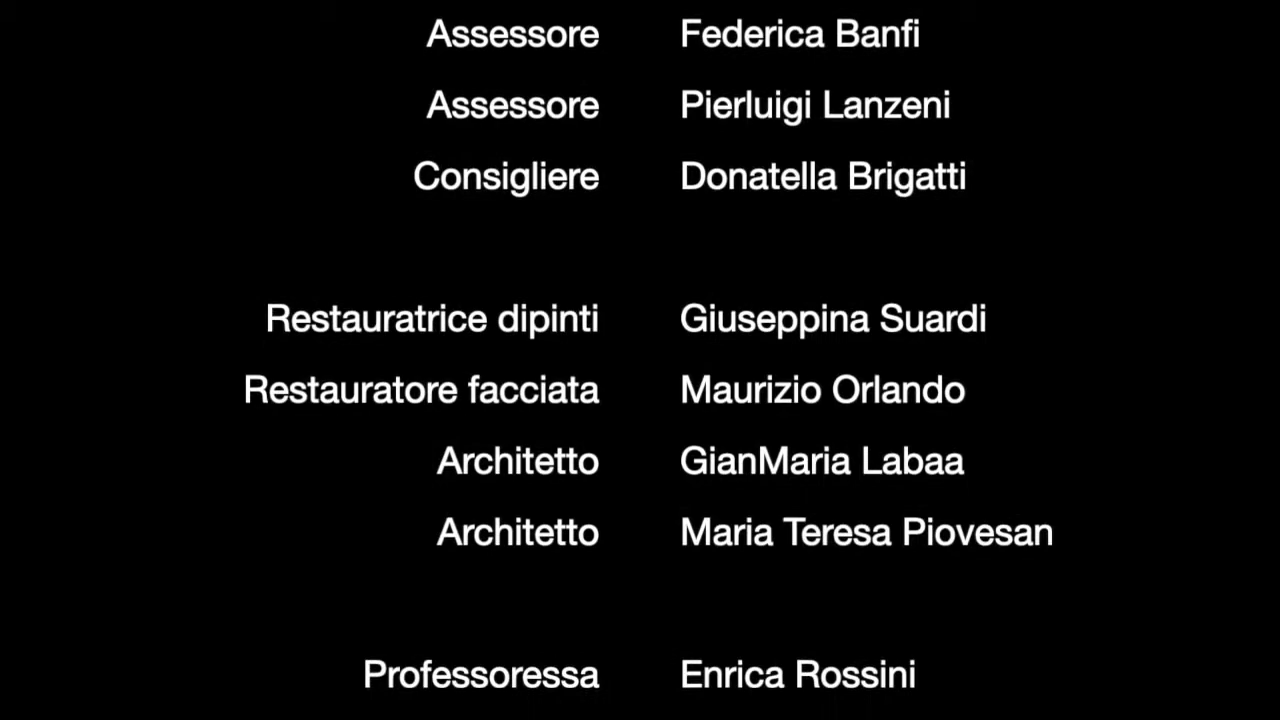 Assessore Federica Banfi
Assessore Pierluigi Lanzeni
Consigliere Donatella Brigatti
Restauratrice dipinti Giuseppina Suardi
Restauratore facciata Maurizio Orlando
Architetto GianMaria Labaa
Architetto Maria Teresa Piovesan
Professoressa Enrica Rossini